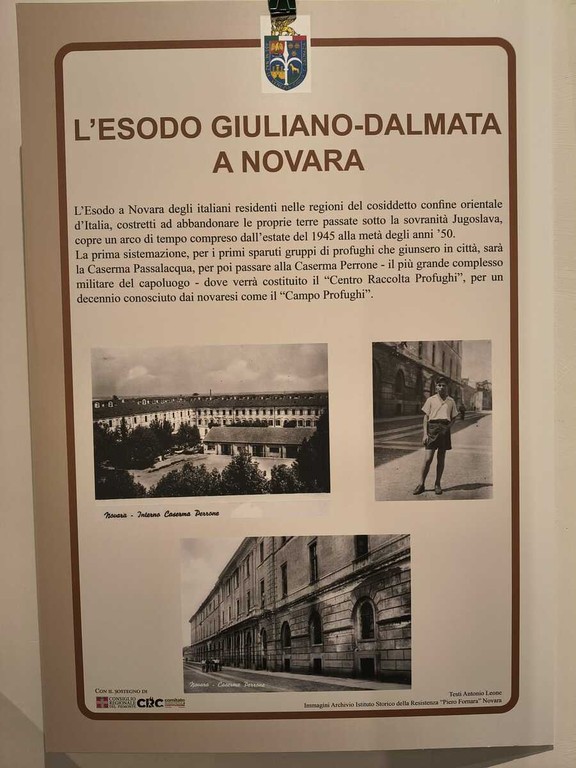 L'ESODO GIULIANO-DALMATA
A NOVARA
L'Esodo a Novara degli italiani residenti nelle regioni del cosiddetto confine orientale
d'Italia, costretti ad abbandonare le proprie terre passate sotto la sovranità Jugoslava,
copre un arco di tempo compreso dall'estate del 1945 alla metà degli anni '50.
La prima sistemazione, per i primi sparuti gruppi di profughi che giunsero in città, sarà
la Caserma Passalacqua, per poi passare alla Caserma Perrone - il più grande complesso
militare del capoluogo - dove verrà costituito il "Centro Raccolta Profughi", per un
decennio conosciuto dai novaresi come il "Campo Profughi".
Novara - Interno Caserma Perrone
Novara - Caserma Perrone
CON IL SOSTEGNO DI
CONSIGLIO
REGIONALE
DEL PIEMONTE
Testi Antonio Leone
Immagini Archivio Istituto Storico della Resistenza "Piero Fornara" Novara